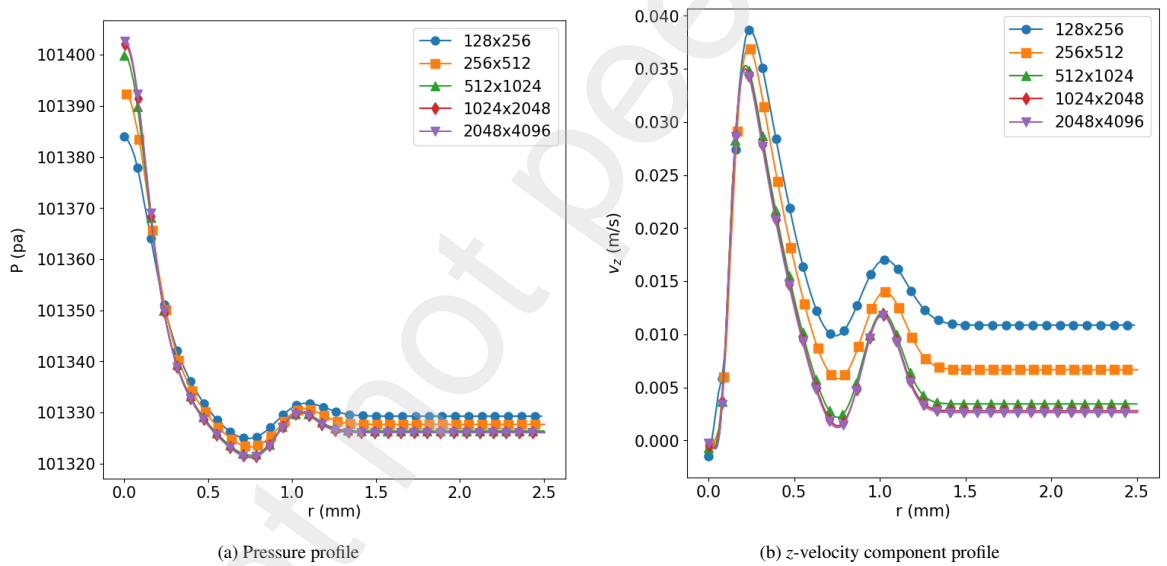 101400
101390
101380
101370
101360
101350
101340
101330
101320
P (pa)
0.0 0.5 1.0 1.5 2.0 2.5
r (mm)
128x256
256x512
512x1024
1024x2048
2048x4096
(a) Pressure profile
0.040
0.035
0.030
0.025
0.020
0.015
0.010
0.005
0.000
v_z (m/s)
0.0 0.5 1.0 1.5 2.0 2.5
r (mm)
128x256
256x512
512x1024
1024x2048
2048x4096
(b) z-velocity component profile
not